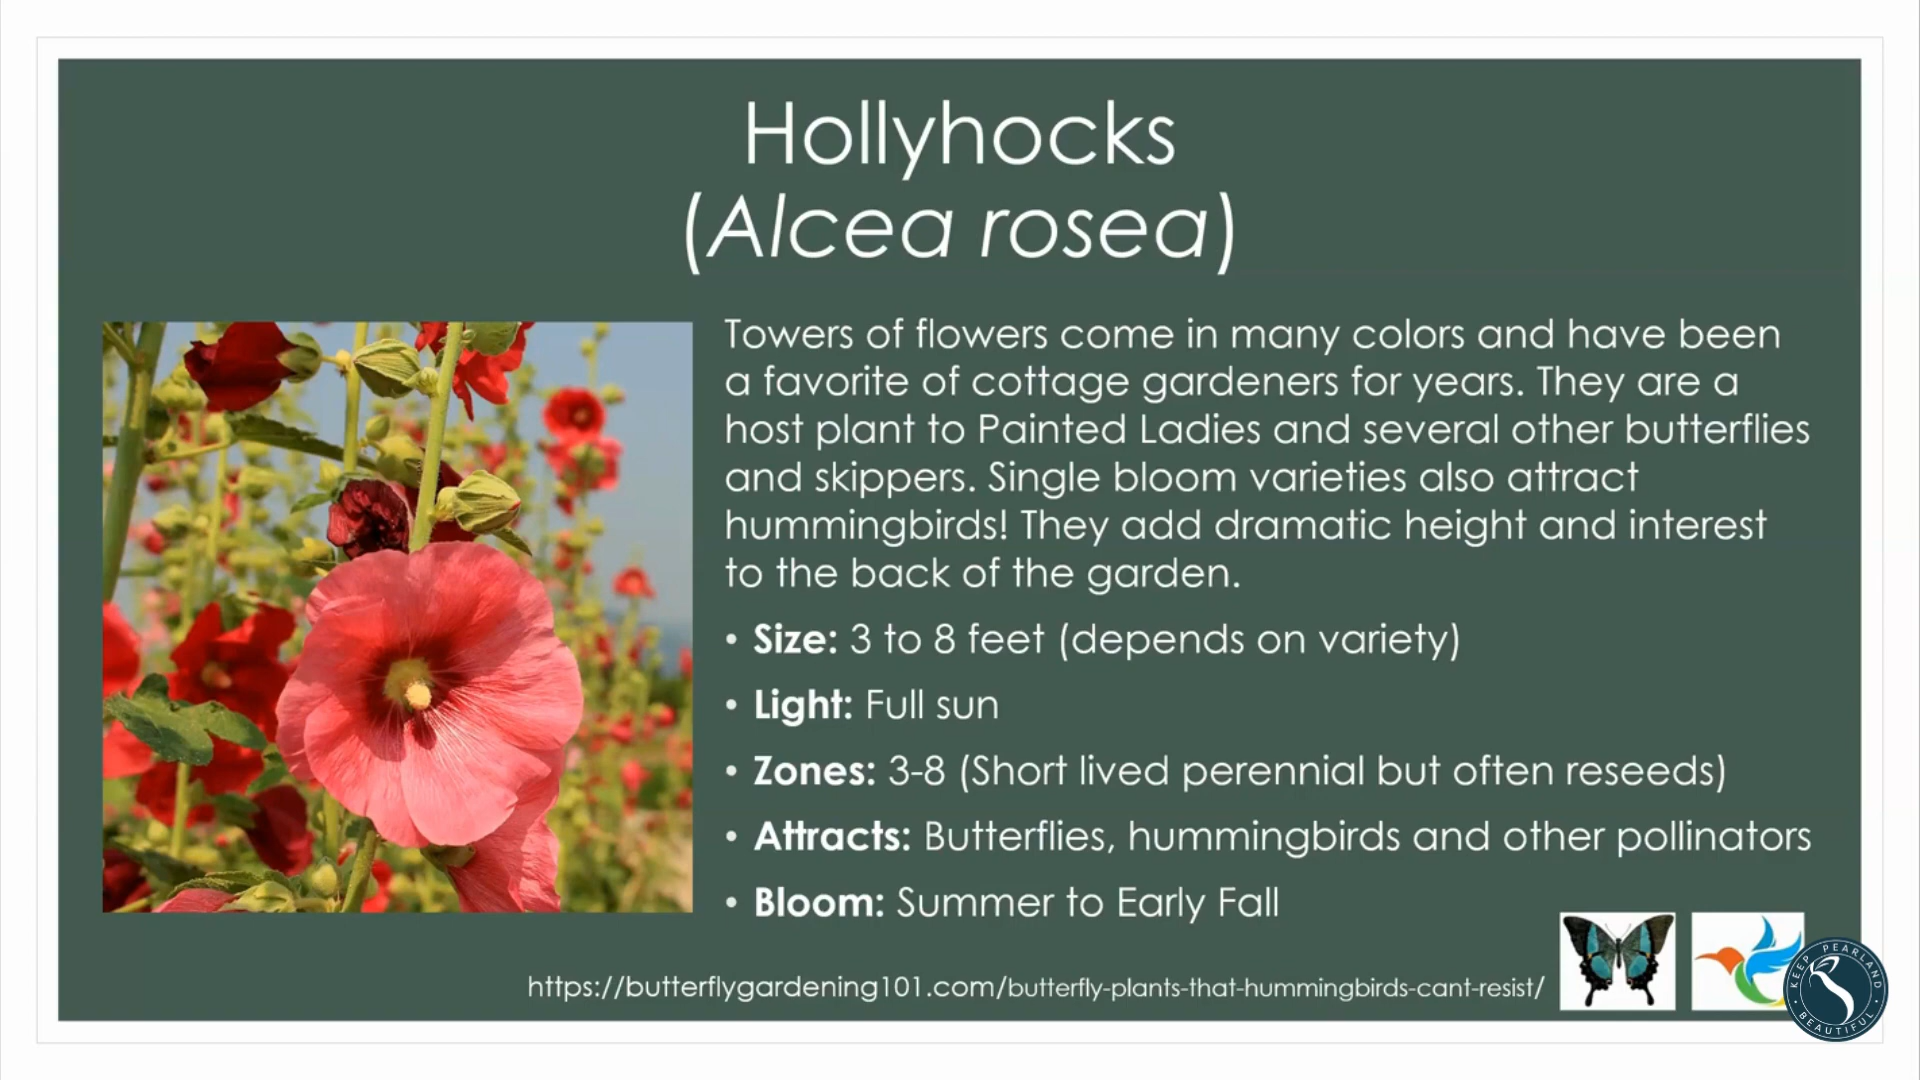 Hollyhocks
(Alcea rosea)
Towers of flowers come in many colors and have been
a favorite of cottage gardeners for years. They are a
host plant to Painted Ladies and several other butterflies
and skippers. Single bloom varieties also attract
hummingbirds! They add dramatic height and interest
to the back of the garden.
• Size: 3 to 8 feet (depends on variety)
• Light: Full sun
• Zones: 3-8 (Short lived perennial but often reseeds)
• Attracts: Butterflies, hummingbirds and other pollinators
• Bloom: Summer to Early Fall
https://butterflygardening101.com/butterfly-plants-that-hummingbirds-cant-resist/
KEEP PEARLAND BEAUTIFUL